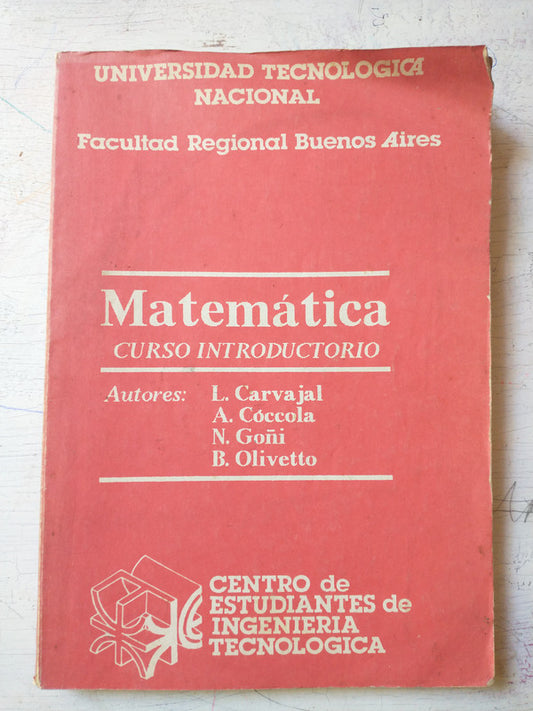 UNIVERSIDAD TECNOLOGICA
NACIONAL
Facultad Regional Buenos Aires
Matemática
CURSO INTRODUCTORIO
Autores: L. Carvajal
A. Cóccola
N. Goñi
B. Olivetto
CENTRO de
ESTUDIANTES de
INGENIERIA
TECNOLOGICA